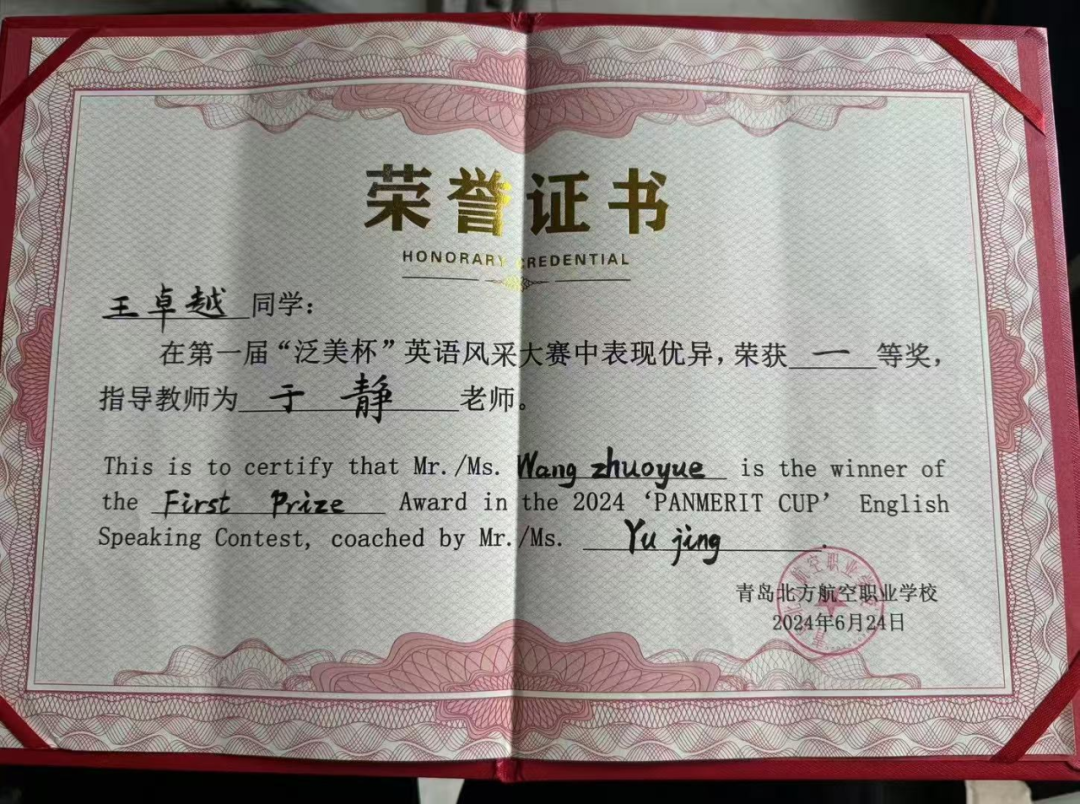 荣誉证书
HONORARY CREDENTIAL
王卓越 同学：
在第一届“泛美杯”英语风采大赛中表现优异，荣获 一 等奖，
指导教师为 于 静 老师。
This is to certify that Mr./Ms. Wang zhuoyue is the winner of
the First Prize Award in the 2024 ‘PANMERIT CUP’ English
Speaking Contest, coached by Mr./Ms. Yu jing .
青岛北方航空职业学校
2024年6月24日